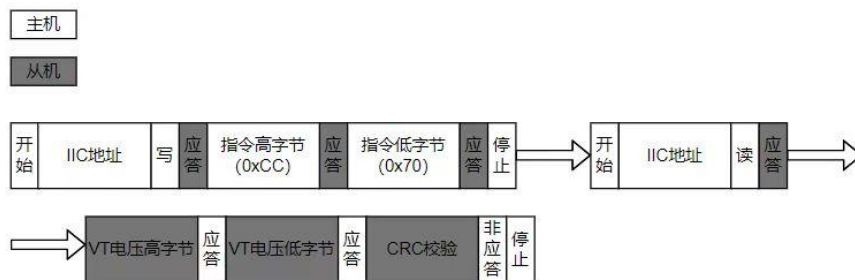 主机
从机
开始 IIC地址 写 应答 指令高字节(0xCC) 应答 指令低字节(0x70) 应答 停止 开始 IIC地址 读 应答
VT电压高字节 应答 VT电压低字节 应答 CRC校验 非应答 停止